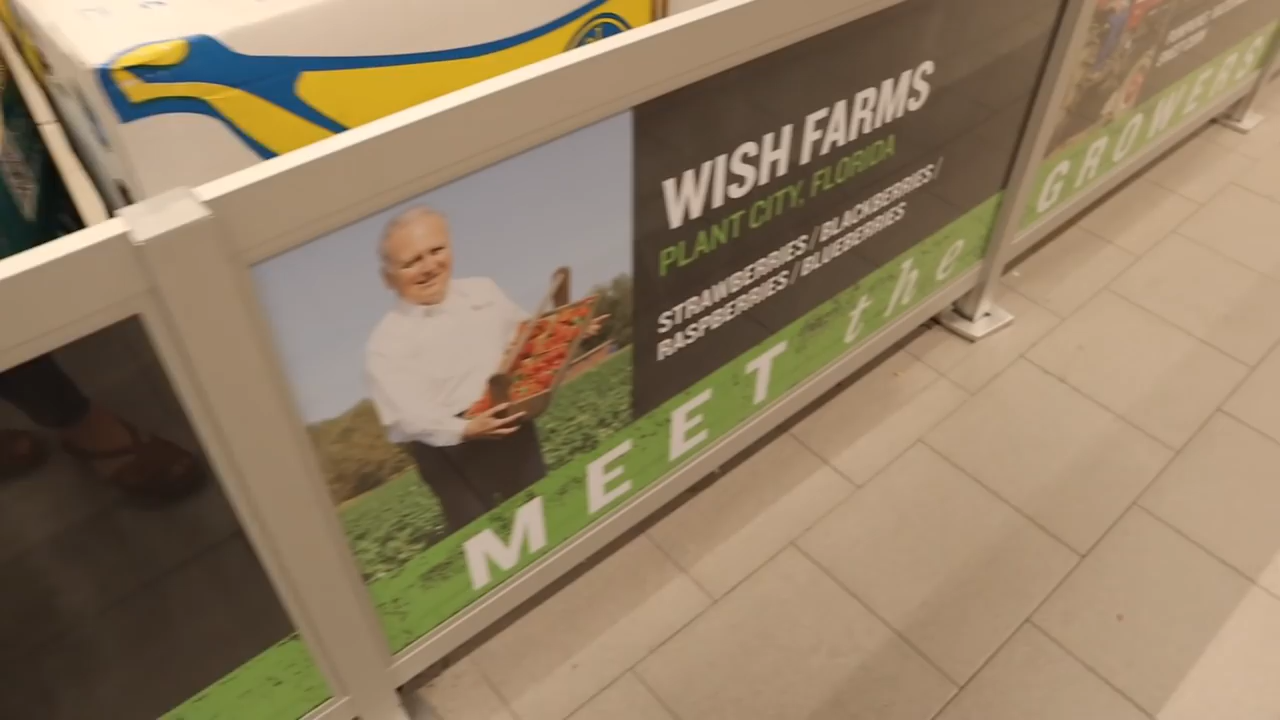 WISH FARMS
PLANT CITY, FLORIDA
STRAWBERRIES / BLACKBERRIES /
RASPBERRIES / BLUEBERRIES
MEET the
GROWERS